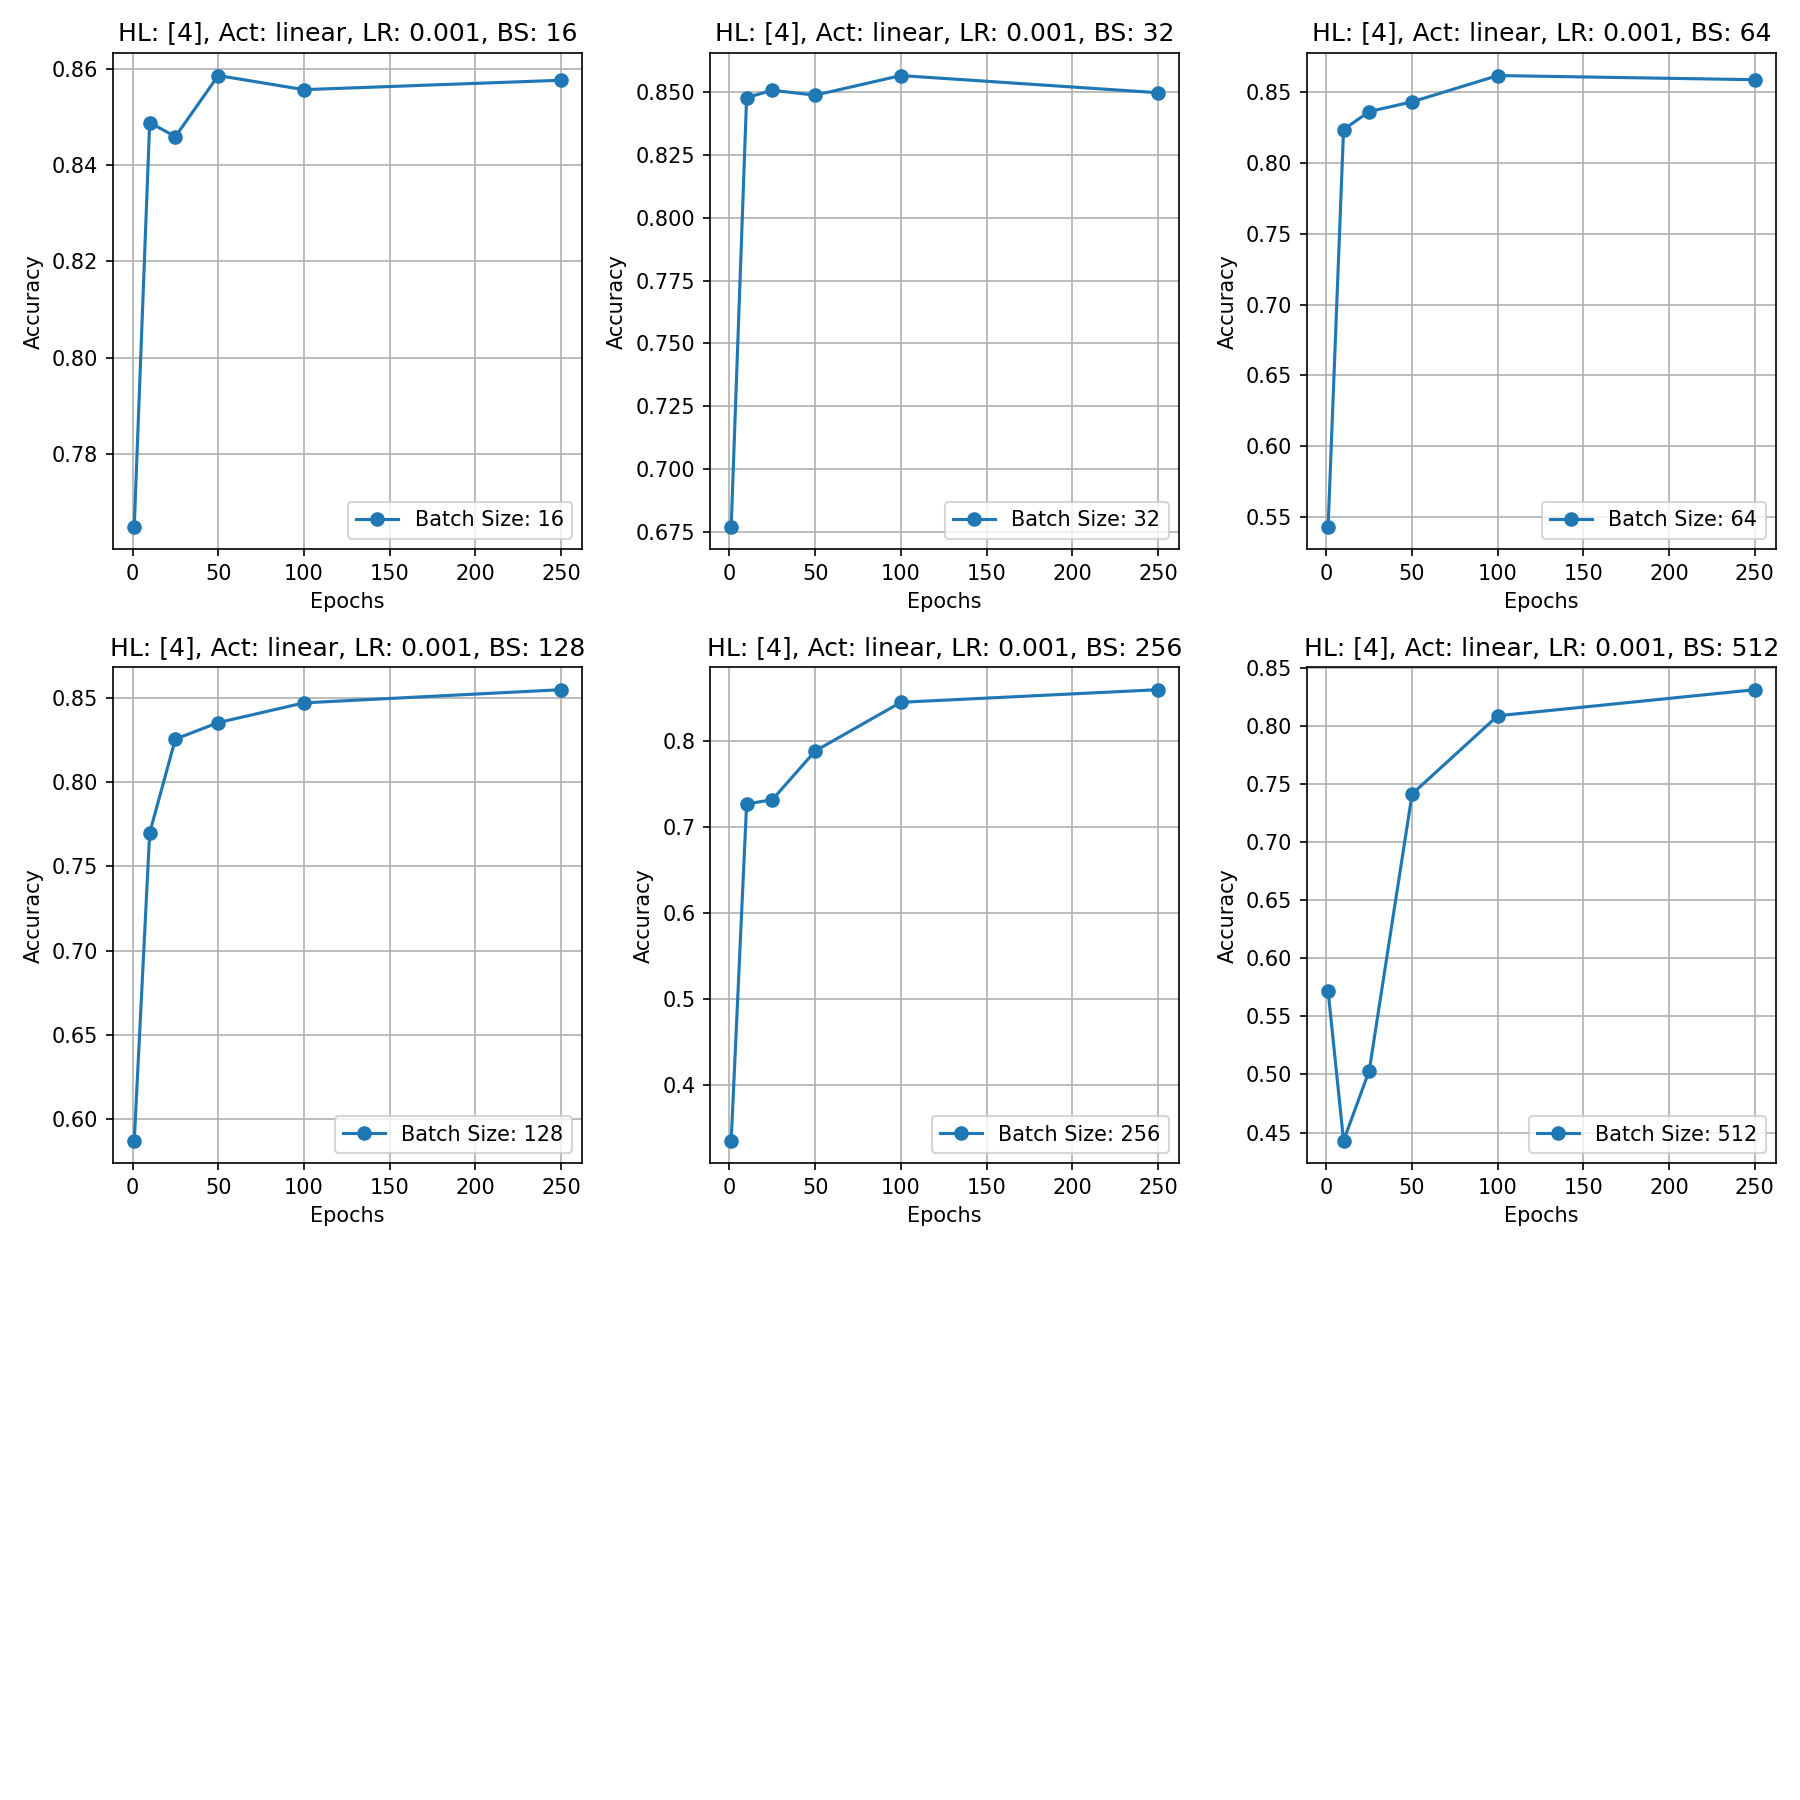 HL: [4], Act: linear, LR: 0.001, BS: 16
0.86
0.84
0.82
0.80
0.78
Accuracy
Batch Size: 16
0 50 100 150 200 250
Epochs
HL: [4], Act: linear, LR: 0.001, BS: 32
0.850
0.825
0.800
0.775
0.750
0.725
0.700
0.675
Accuracy
Batch Size: 32
0 50 100 150 200 250
Epochs
HL: [4], Act: linear, LR: 0.001, BS: 64
0.85
0.80
0.75
0.70
0.65
0.60
0.55
Accuracy
Batch Size: 64
0 50 100 150 200 250
Epochs
HL: [4], Act: linear, LR: 0.001, BS: 128
0.85
0.80
0.75
0.70
0.65
0.60
Accuracy
Batch Size: 128
0 50 100 150 200 250
Epochs
HL: [4], Act: linear, LR: 0.001, BS: 256
0.8
0.7
0.6
0.5
0.4
Accuracy
Batch Size: 256
0 50 100 150 200 250
Epochs
HL: [4], Act: linear, LR: 0.001, BS: 512
0.85
0.80
0.75
0.70
0.65
0.60
0.55
0.50
0.45
Accuracy
Batch Size: 512
0 50 100 150 200 250
Epochs